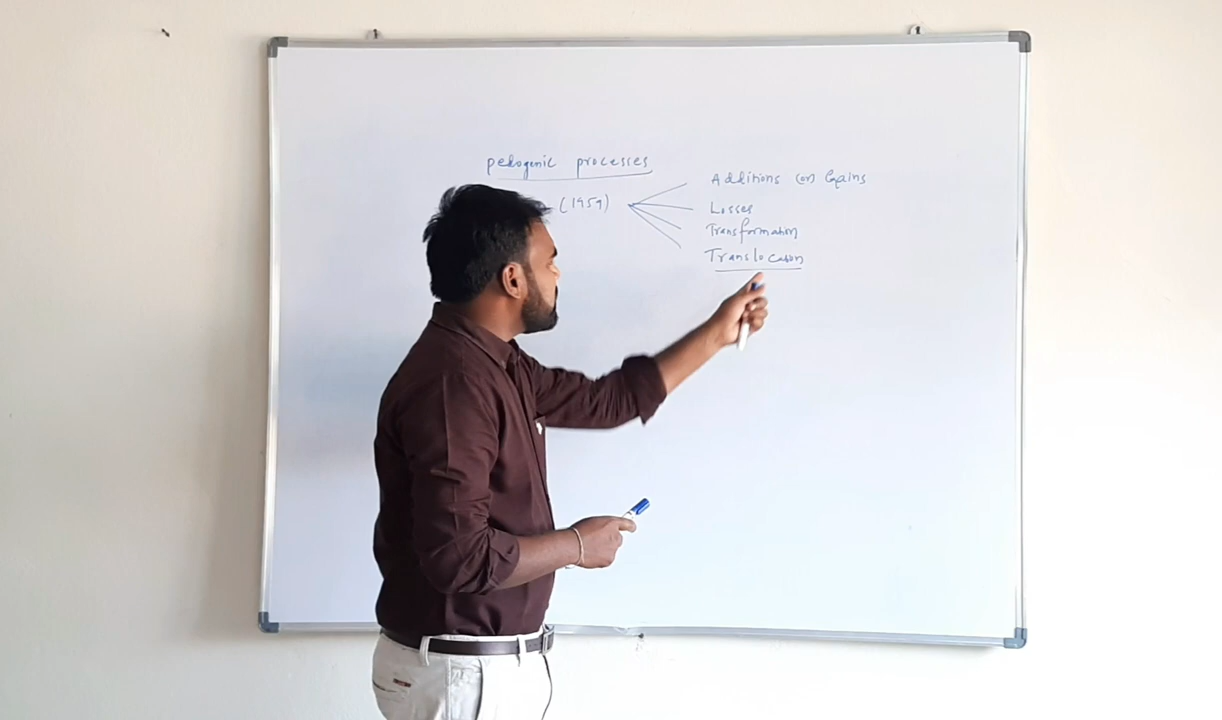 pedogenic processes
(1959)
Additions (or) Gains
Losses
Transformation
Translocation